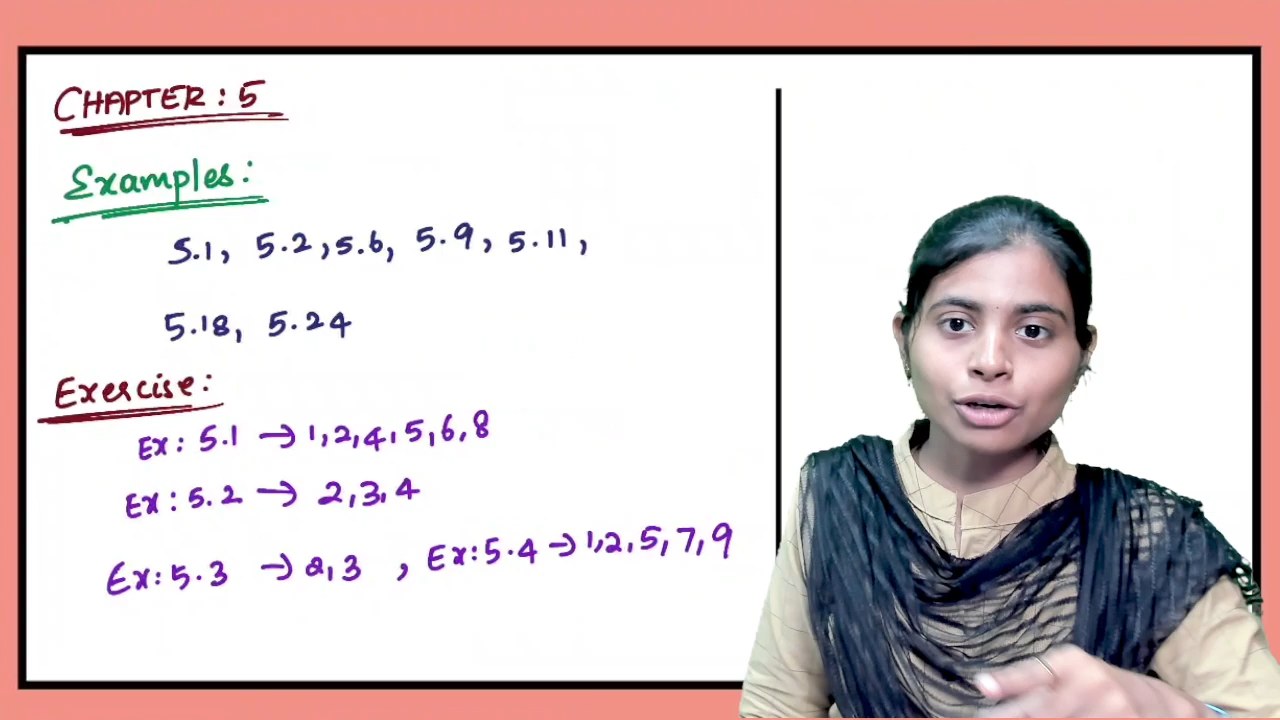 CHAPTER : 5
Examples:
5.1, 5.2, 5.6, 5.9, 5.11,
5.18, 5.24
Exercise:
Ex: 5.1 → 1,2,4,5,6,8
Ex: 5.2 → 2,3,4
Ex: 5.3 → 2,3 , Ex: 5.4 → 1,2,5,7,9